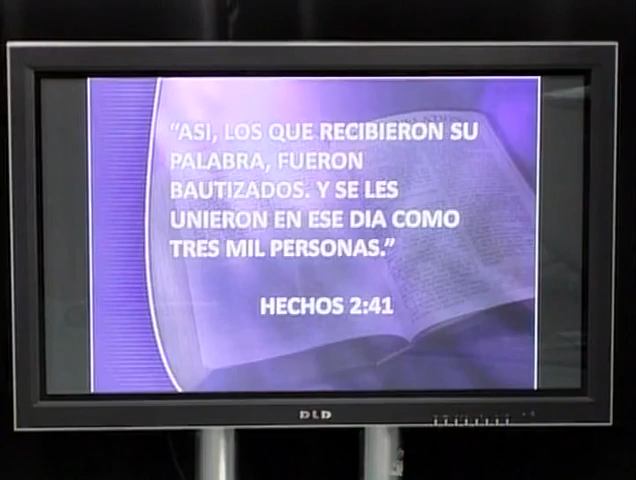 “ASI, LOS QUE RECIBIERON SU
PALABRA, FUERON
BAUTIZADOS. Y SE LES
UNIERON EN ESE DIA COMO
TRES MIL PERSONAS.”
HECHOS 2:41
DLD